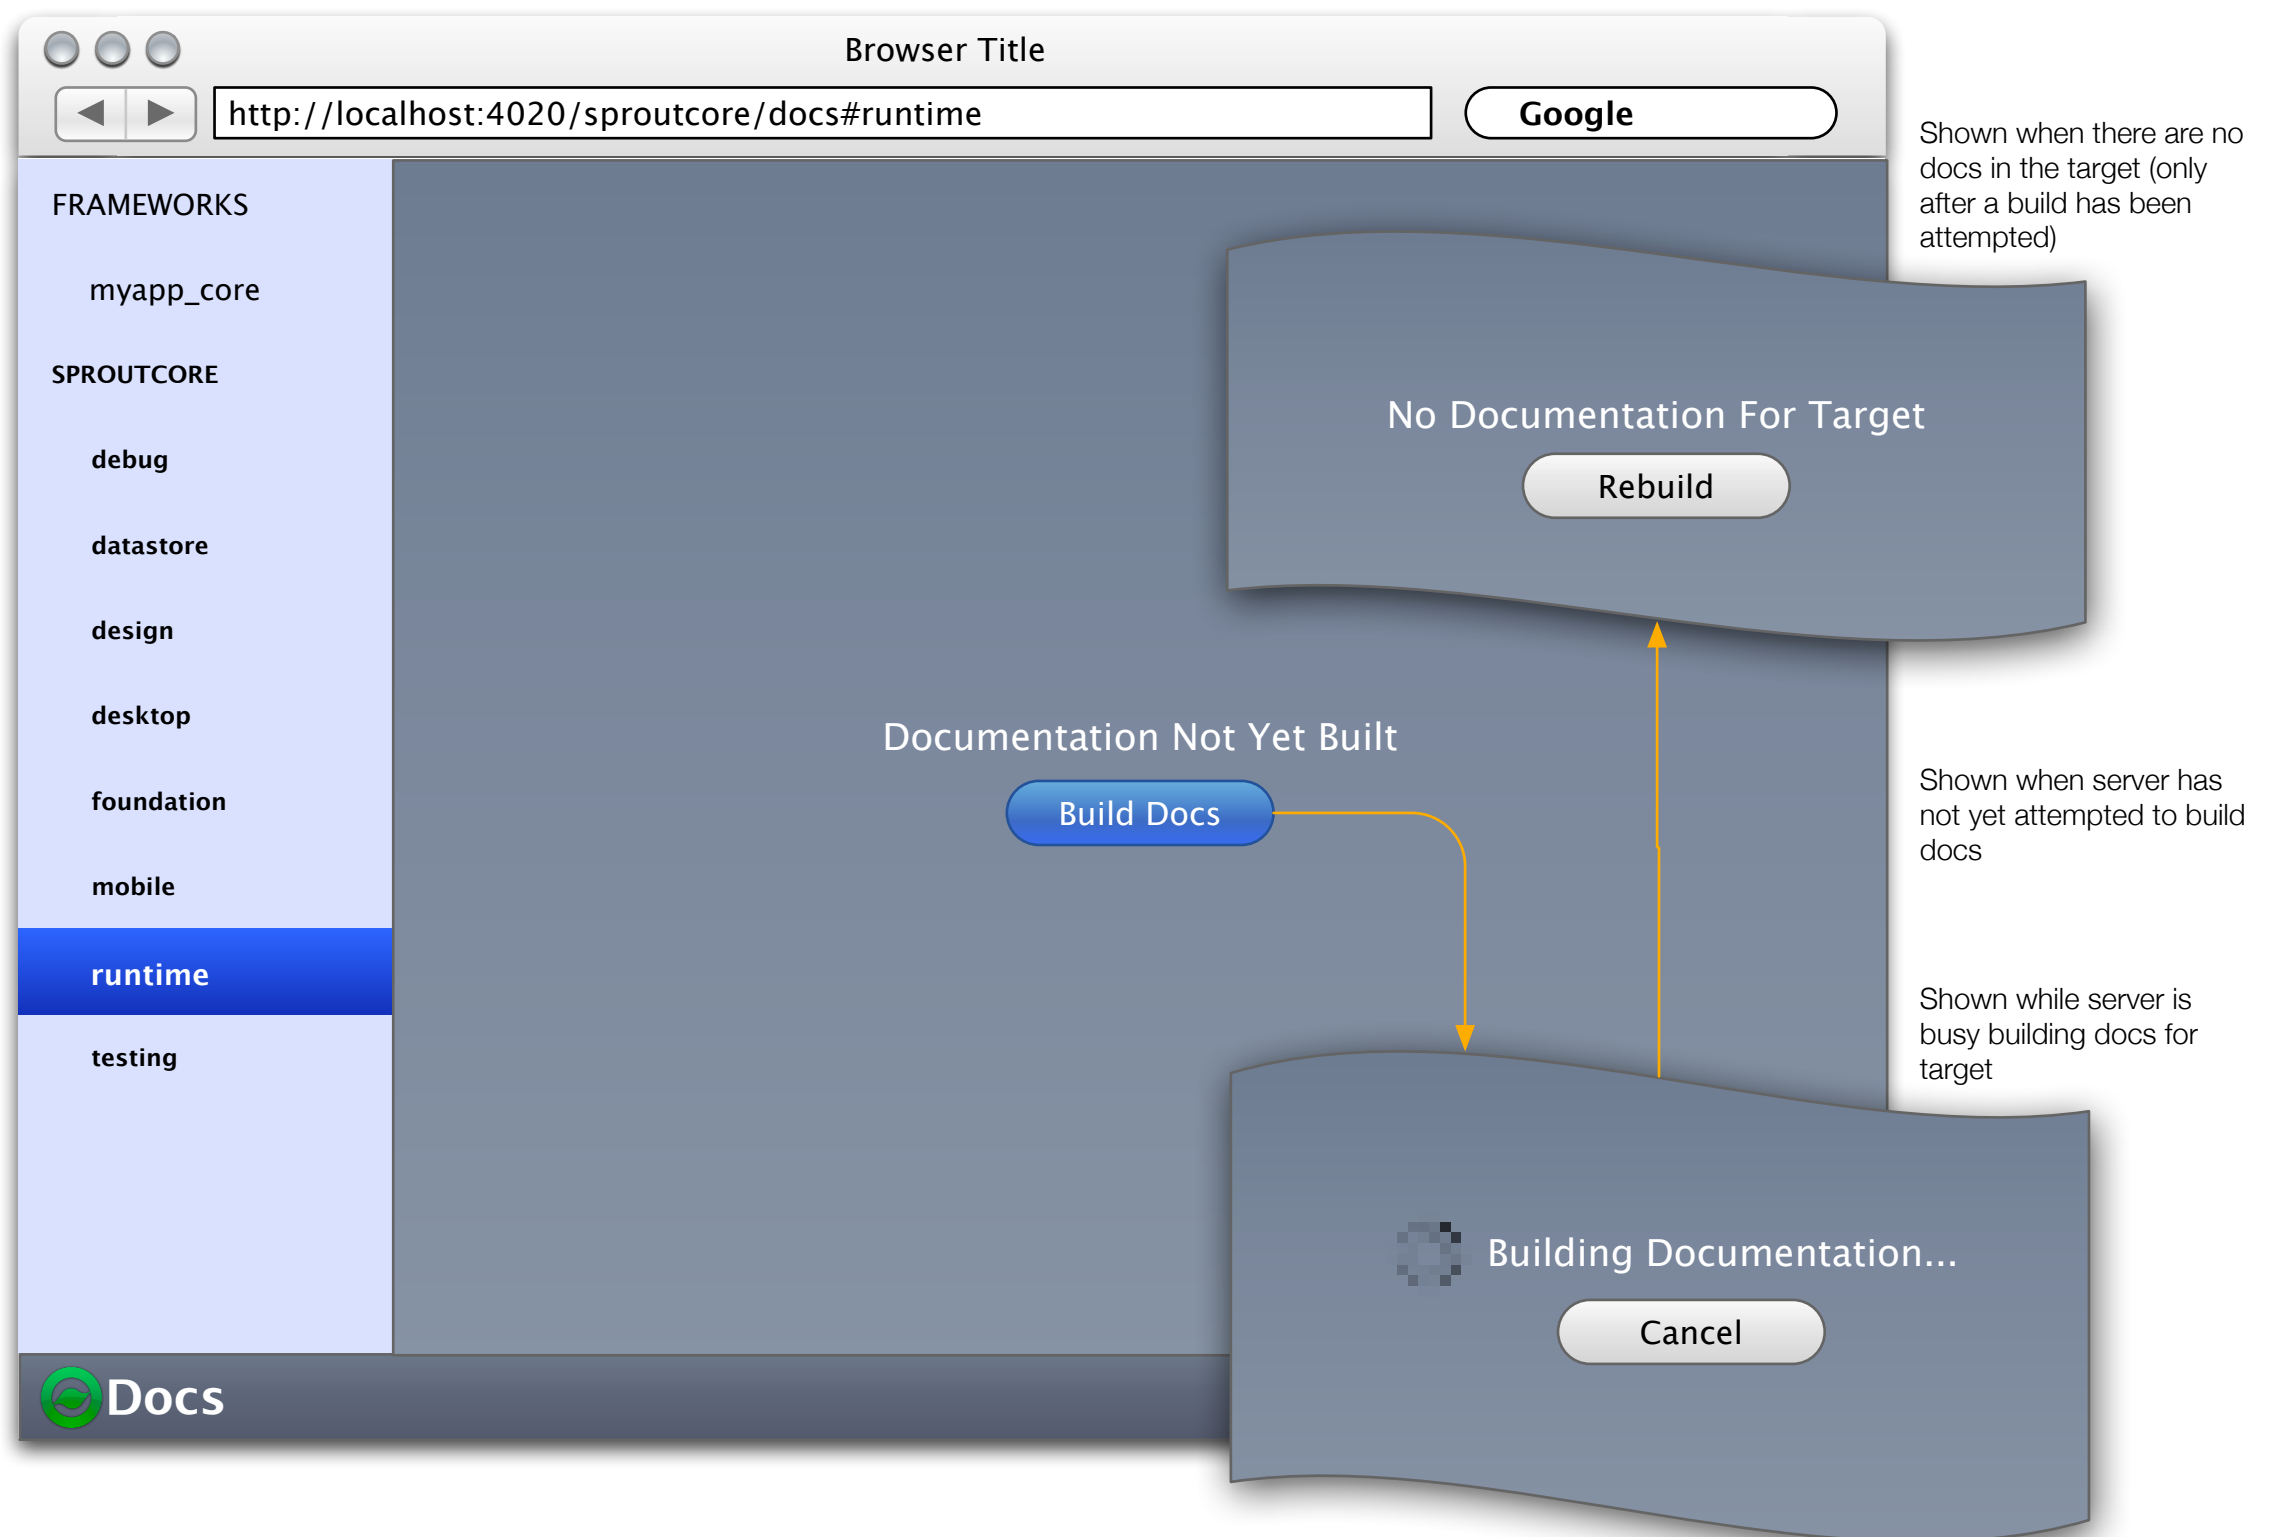 Browser Title
http://localhost:4020/sproutcore/docs#runtime
Google
FRAMEWORKS
myapp_core
SPROUTCORE
debug
datastore
design
desktop
foundation
mobile
runtime
testing
Docs
Documentation Not Yet Built
Build Docs
No Documentation For Target
Rebuild
Building Documentation...
Cancel
Shown when there are no
docs in the target (only
after a build has been
attempted)
Shown when server has
not yet attempted to build
docs
Shown while server is
busy building docs for
target